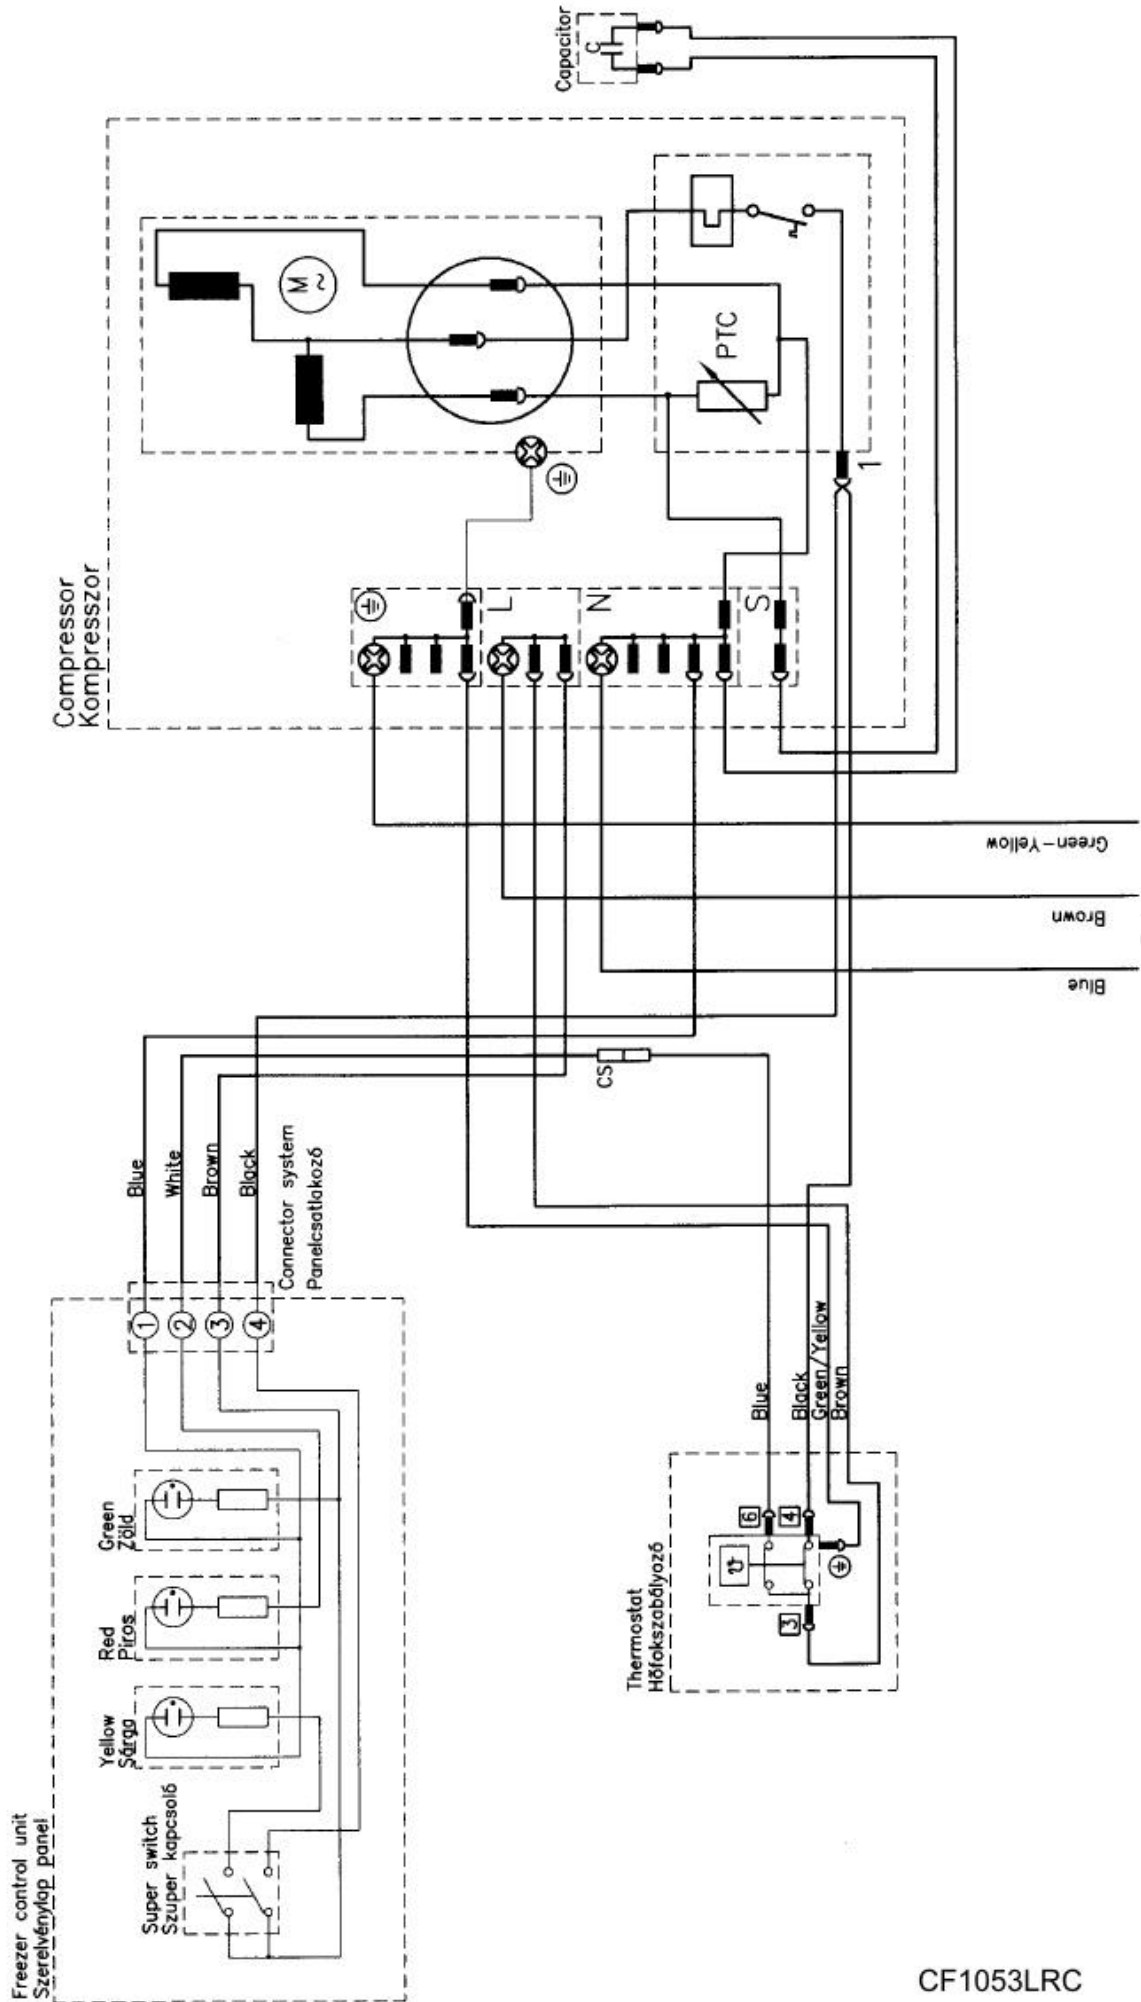 Capacitor
C
Compressor
Kompresszor
M
~
PTC
1
L
N
S
Green-Yellow
Brown
Blue
CS
Blue
White
Brown
Black
Connector system
Panelcsatlakozó
1
2
3
4
Freezer control unit
Szerelvénylap panel
Green
Zöld
Red
Piros
Yellow
Sárga
Super switch
Szuper kapcsoló
Blue
Black
Green/Yellow
Brown
Thermostat
Hőfokszabályozó
6
4
3
ϑ
CF1053LRC